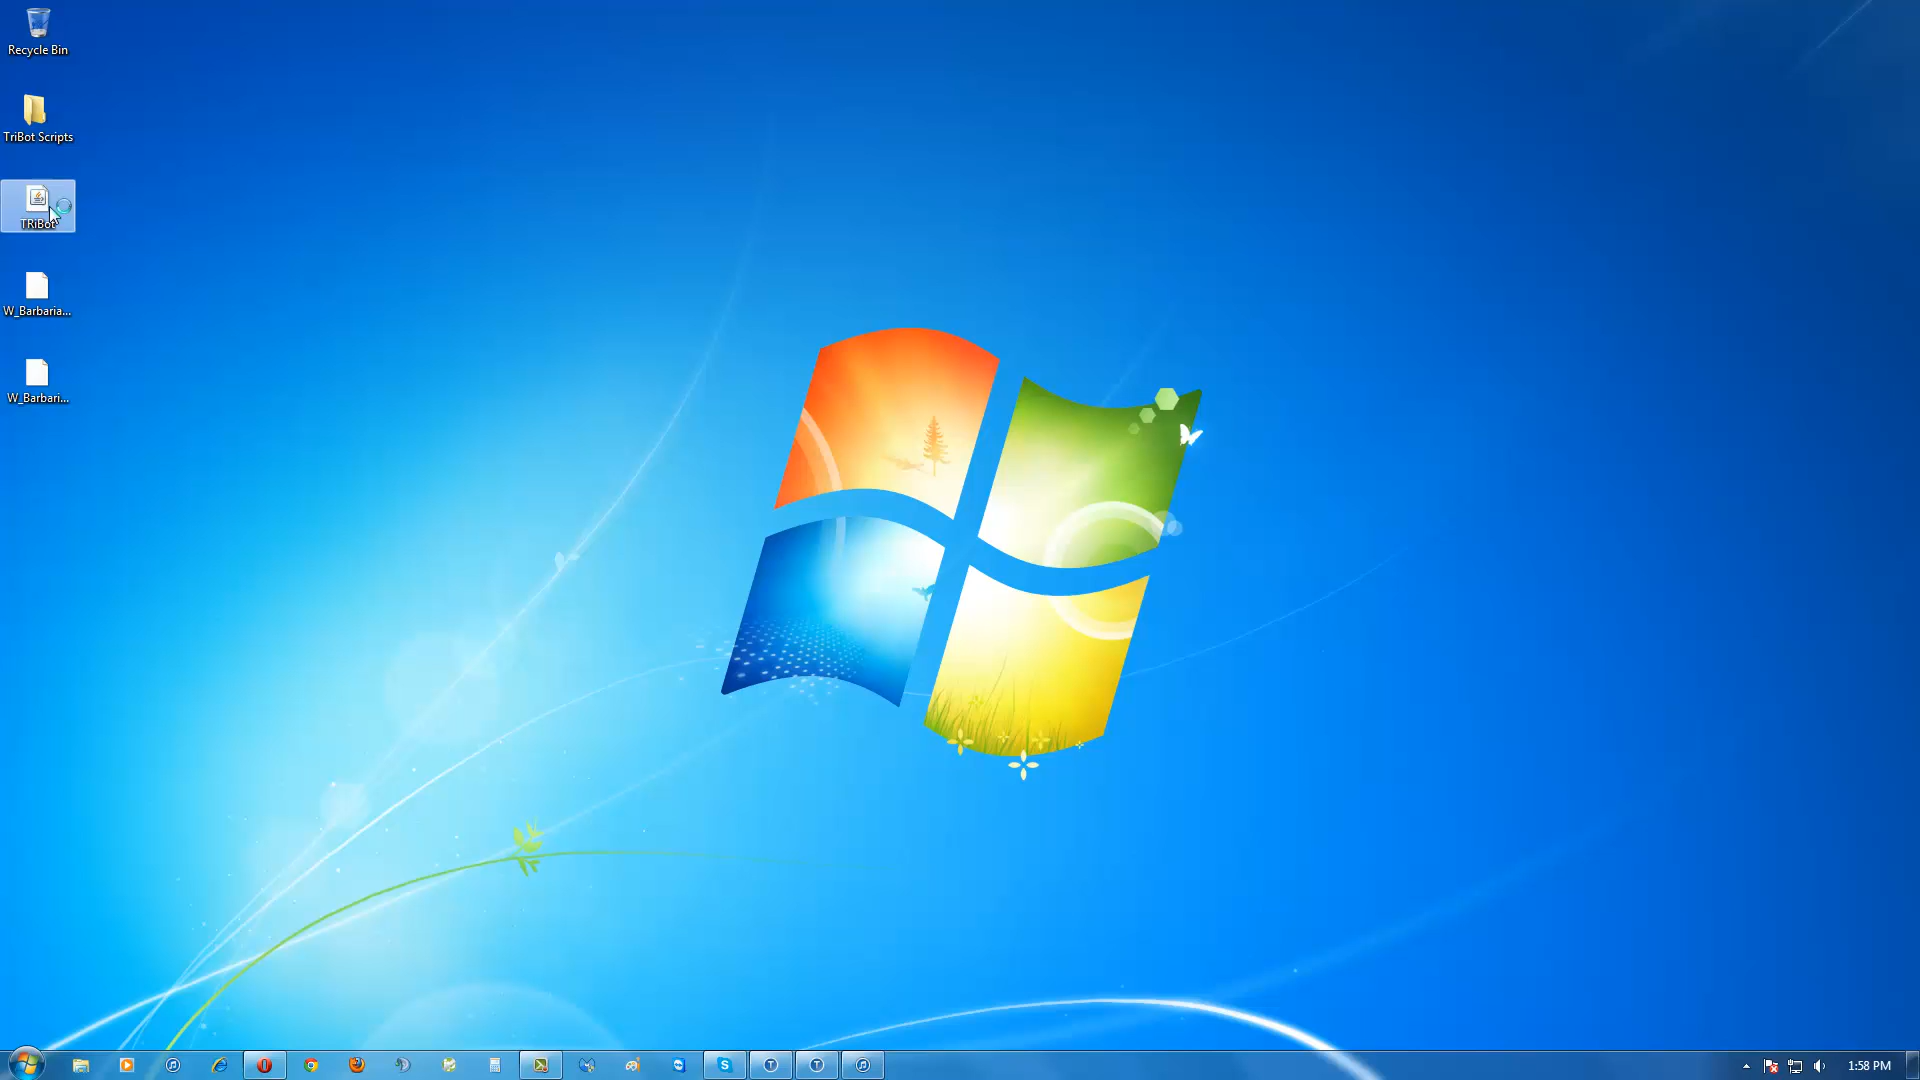 Recycle Bin
TriBot Scripts
TRiBot
W_Barbaria...
W_Barbari...
1:58 PM